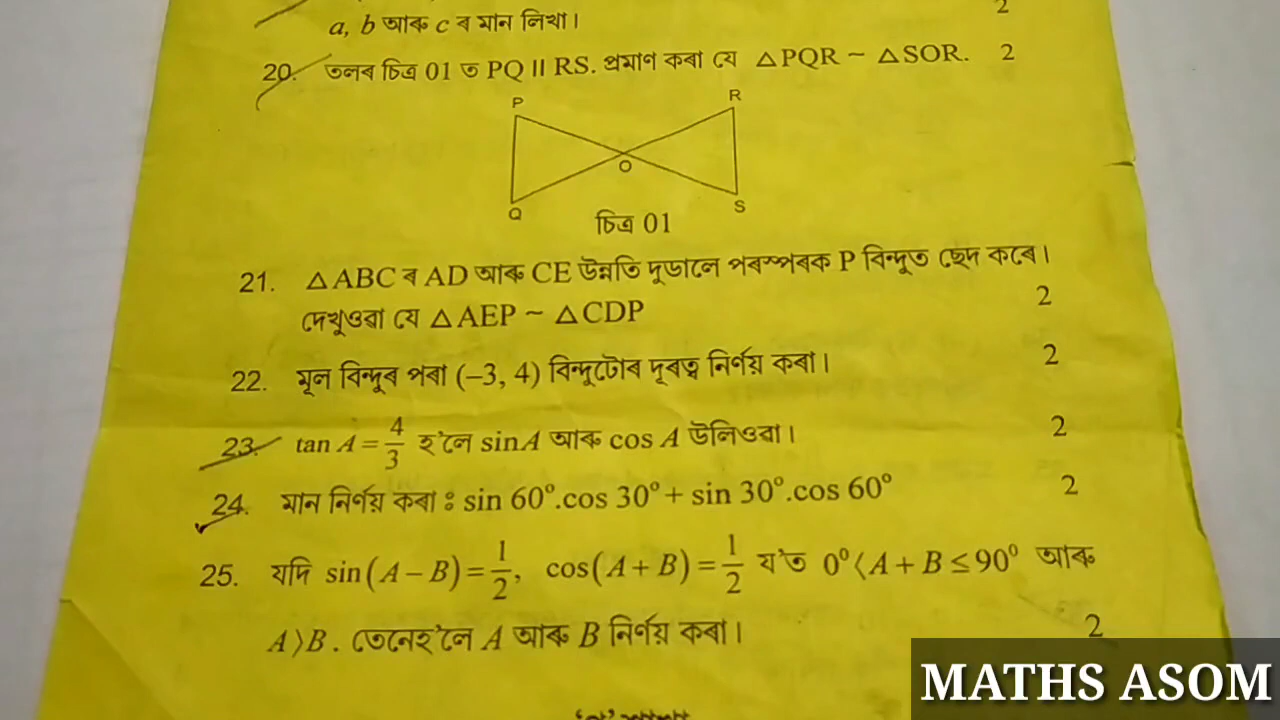 a, b আৰু c ৰ মান লিখা। 2
20. তলৰ চিত্ৰ 01 ত PQ ॥ RS. প্ৰমাণ কৰা যে △PQR ~ △SOR. 2
P R
O
Q S
চিত্ৰ 01
21. △ABC ৰ AD আৰু CE উন্নতি দুডালে পৰস্পৰক P বিন্দুত ছেদ কৰে।
দেখুওৱা যে △AEP ~ △CDP 2
22. মূল বিন্দুৰ পৰা (–3, 4) বিন্দুটোৰ দূৰত্ব নিৰ্ণয় কৰা। 2
23. tan A = 4/3 হ'লে sin A আৰু cos A উলিওৱা। 2
24. মান নিৰ্ণয় কৰা ঃ sin 60°.cos 30° + sin 30°.cos 60° 2
25. যদি sin(A – B) = 1/2, cos(A + B) = 1/2 য'ত 0°⟨A + B ≤ 90° আৰু
A⟩B. তেনেহ'লে A আৰু B নিৰ্ণয় কৰা। 2
MATHS ASOM